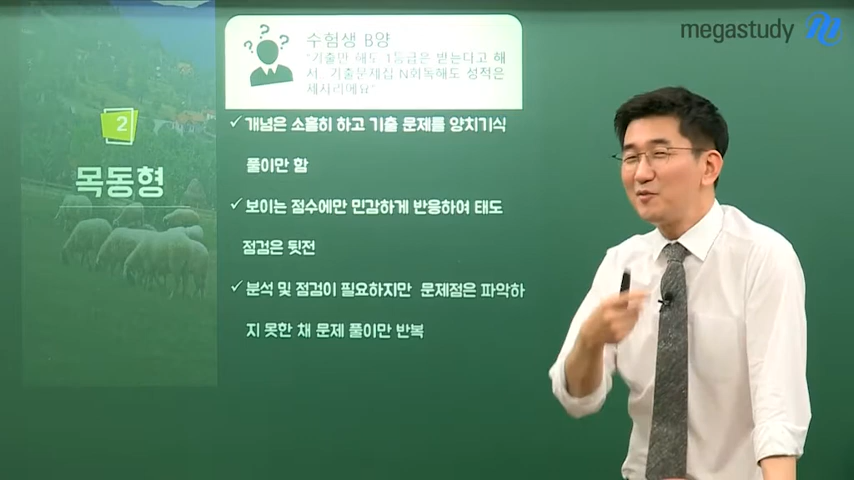 megastudy
수험생 B양
"기출만 해도 1등급은 받는다고 해
서.. 기출문제집 N회독해도 성적은
제자리예요"
2
목동형
✓ 개념은 소홀히 하고 기출 문제를 양치기식
풀이만 함
✓ 보이는 점수에만 민감하게 반응하여 태도
점검은 뒷전
✓ 분석 및 점검이 필요하지만 문제점은 파악하
지 못한 채 문제 풀이만 반복